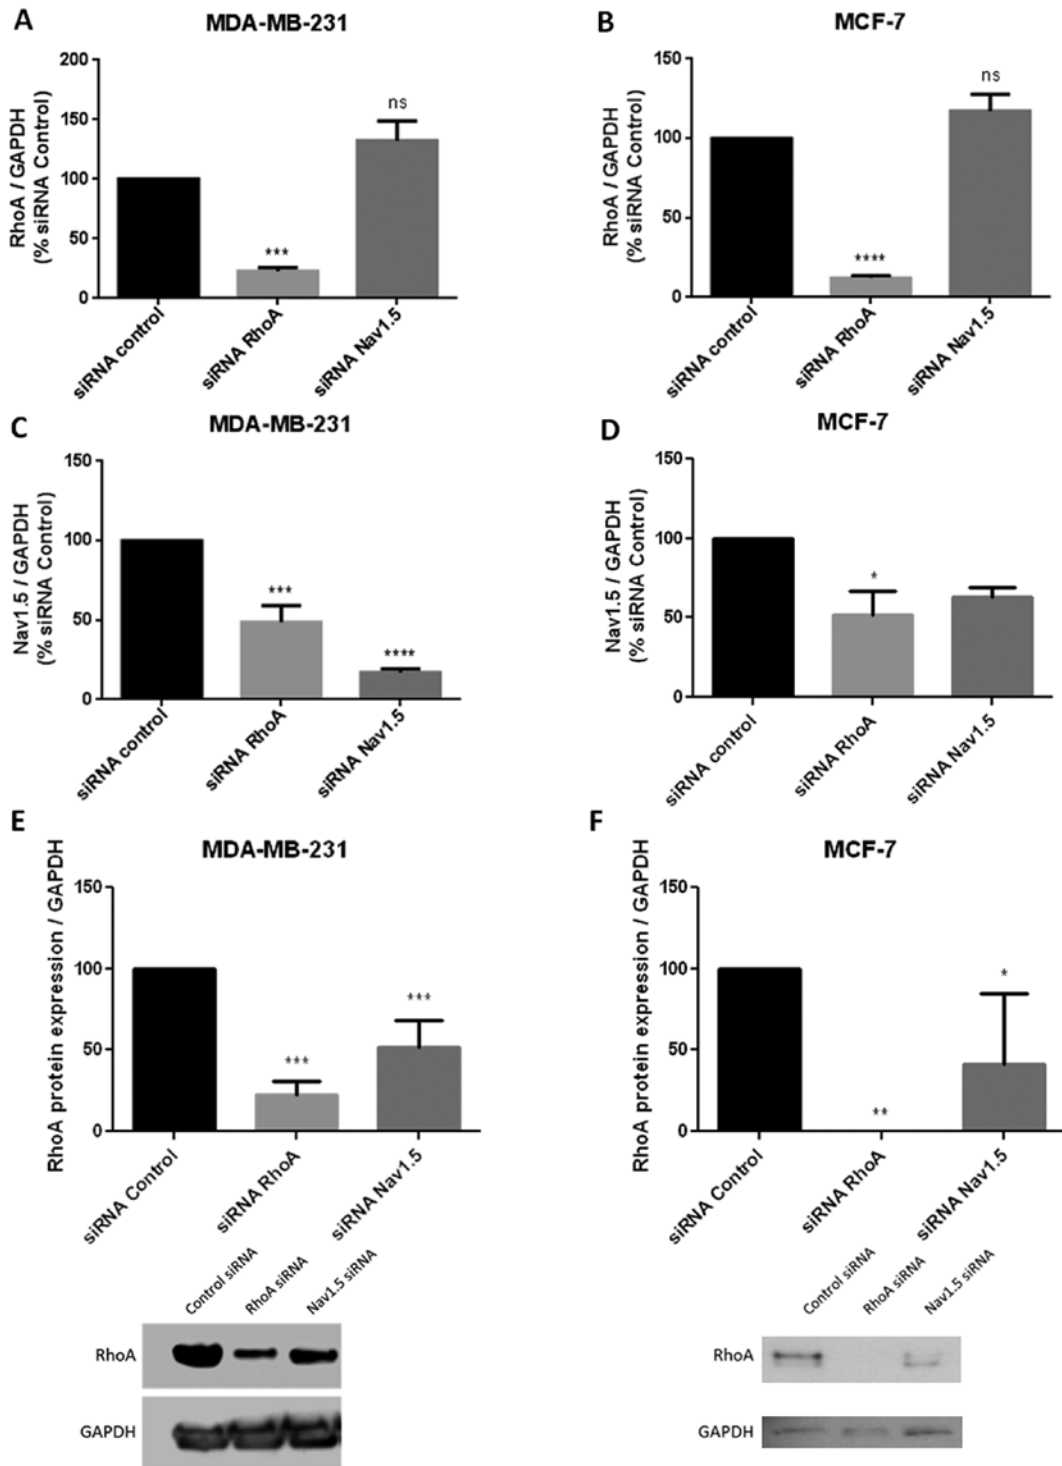 A
MDA-MB-231
RhoA / GAPDH
(% siRNA Control)
200
150
100
50
0
***
ns
siRNA control
siRNA RhoA
siRNA Nav1.5
B
MCF-7
RhoA / GAPDH
(% siRNA Control)
150
100
50
0
****
ns
siRNA control
siRNA RhoA
siRNA Nav1.5
C
MDA-MB-231
Nav1.5 / GAPDH
(% siRNA Control)
150
100
50
0
***
****
siRNA control
siRNA RhoA
siRNA Nav1.5
D
MCF-7
Nav1.5 / GAPDH
(% siRNA Control)
150
100
50
0
*
siRNA control
siRNA RhoA
siRNA Nav1.5
E
MDA-MB-231
RhoA protein expression / GAPDH
150
100
50
0
***
***
siRNA Control
siRNA RhoA
siRNA Nav1.5
Control siRNA
RhoA siRNA
Nav1.5 siRNA
RhoA
GAPDH
F
MCF-7
RhoA protein expression / GAPDH
150
100
50
0
**
*
siRNA Control
siRNA RhoA
siRNA Nav1.5
Control siRNA
RhoA siRNA
Nav1.5 siRNA
RhoA
GAPDH